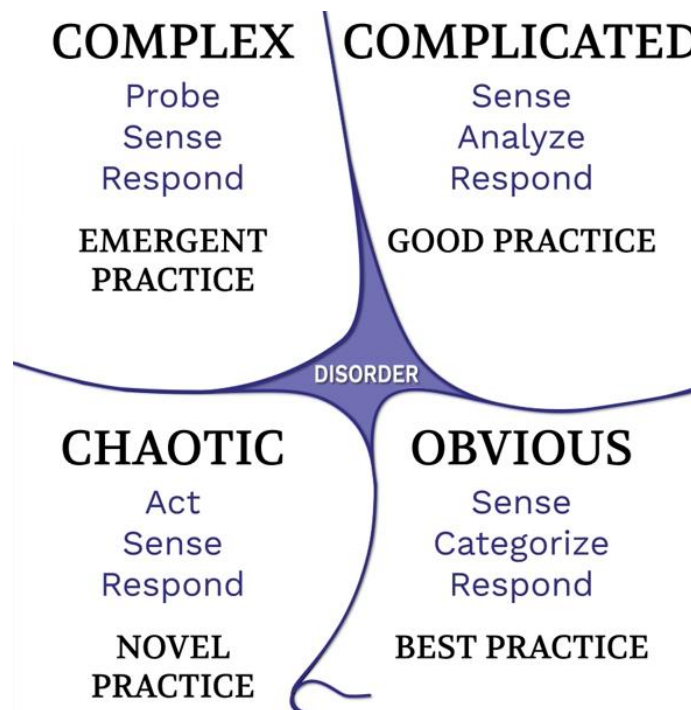 COMPLEX
Probe
Sense
Respond
EMERGENT
PRACTICE
COMPLICATED
Sense
Analyze
Respond
GOOD PRACTICE
DISORDER
CHAOTIC
Act
Sense
Respond
NOVEL
PRACTICE
OBVIOUS
Sense
Categorize
Respond
BEST PRACTICE